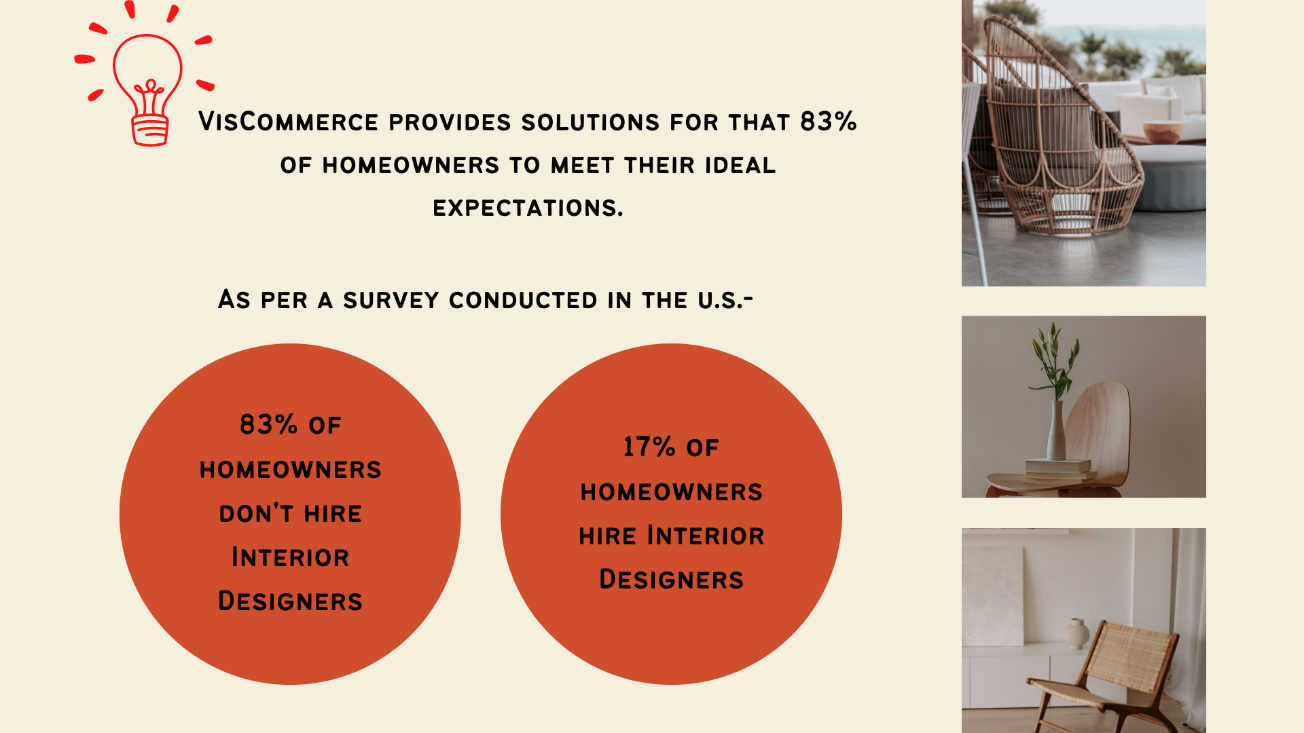 VisCommerce provides solutions for that 83%
of homeowners to meet their ideal
expectations.
As per a survey conducted in the u.s.-
83% of
homeowners
don't hire
Interior
Designers
17% of
homeowners
hire Interior
Designers